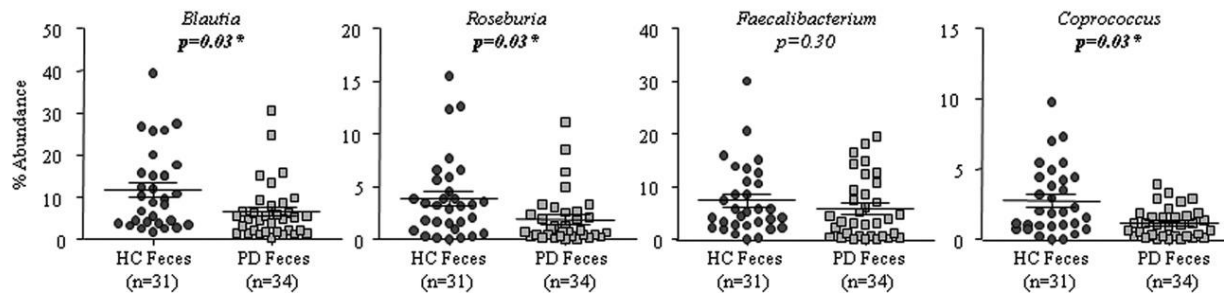 Blautia
p=0.03*
Roseburia
p=0.03*
Faecalibacterium
p=0.30
Coprococcus
p=0.03*
% Abundance
50
40
30
20
10
0
20
15
10
5
0
40
30
20
10
0
15
10
5
0
HC Feces
(n=31)
PD Feces
(n=34)
HC Feces
(n=31)
PD Feces
(n=34)
HC Feces
(n=31)
PD Feces
(n=34)
HC Feces
(n=31)
PD Feces
(n=34)